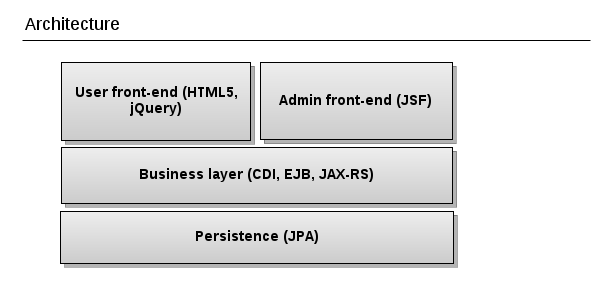 Architecture
User front-end (HTML5,
jQuery)
Admin front-end (JSF)
Business layer (CDI, EJB, JAX-RS)
Persistence (JPA)